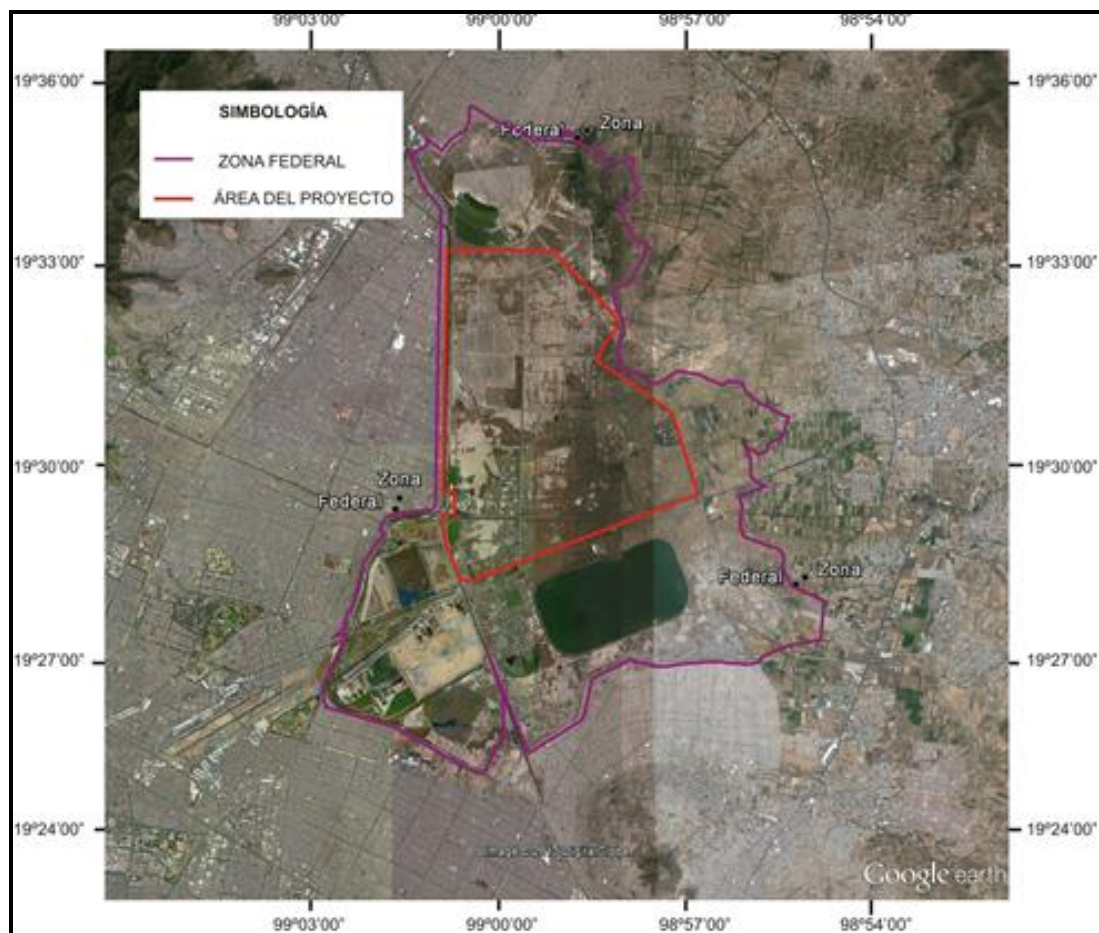 99°03'00" 99°00'00" 98°57'00" 98°54'00"
19°36'00" 19°36'00"
SIMBOLOGÍA
ZONA FEDERAL
ÁREA DEL PROYECTO
Federal Zona
19°33'00" 19°33'00"
19°30'00" 19°30'00"
Zona
Federal
Federal Zona
19°27'00" 19°27'00"
19°24'00" 19°24'00"
Google earth
99°03'00" 99°00'00" 98°57'00" 98°54'00"